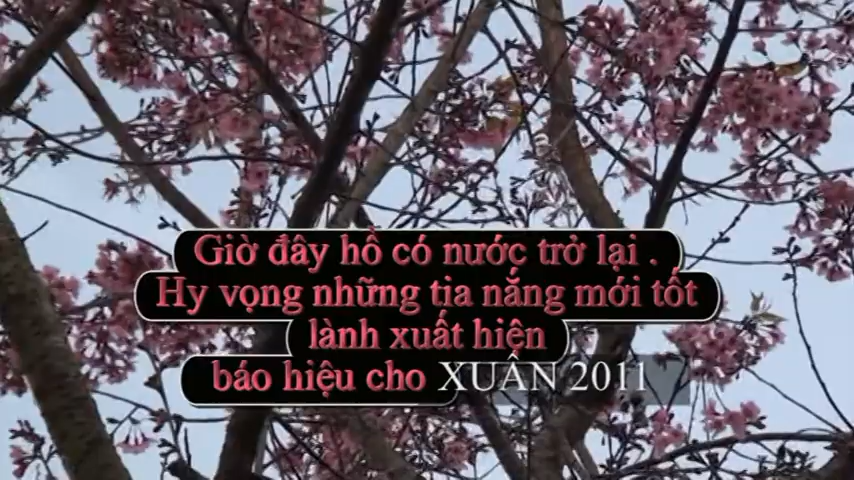 Giờ đây hồ có nước trở lại .
Hy vọng những tịa nắng mới tốt
lành xuất hiện
báo hiệu cho XUÂN 2011